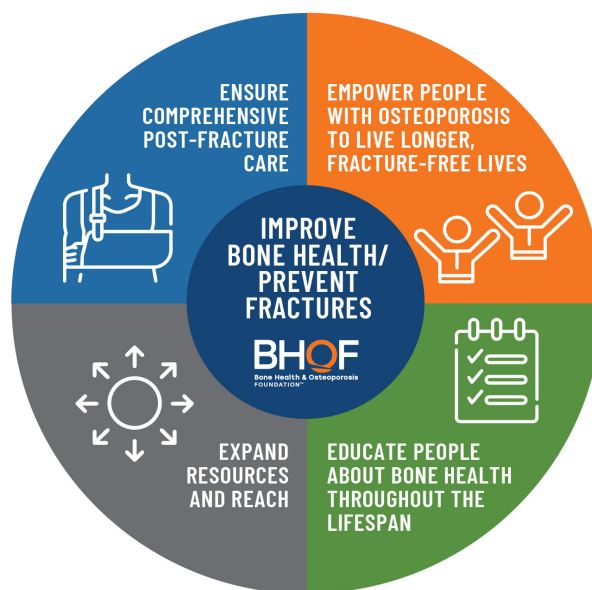 ENSURE
COMPREHENSIVE
POST-FRACTURE
CARE
EMPOWER PEOPLE
WITH OSTEOPOROSIS
TO LIVE LONGER,
FRACTURE-FREE LIVES
IMPROVE
BONE HEALTH/
PREVENT
FRACTURES
BHOF
Bone Health & Osteoporosis
FOUNDATION™
EXPAND
RESOURCES
AND REACH
EDUCATE PEOPLE
ABOUT BONE HEALTH
THROUGHOUT THE
LIFESPAN